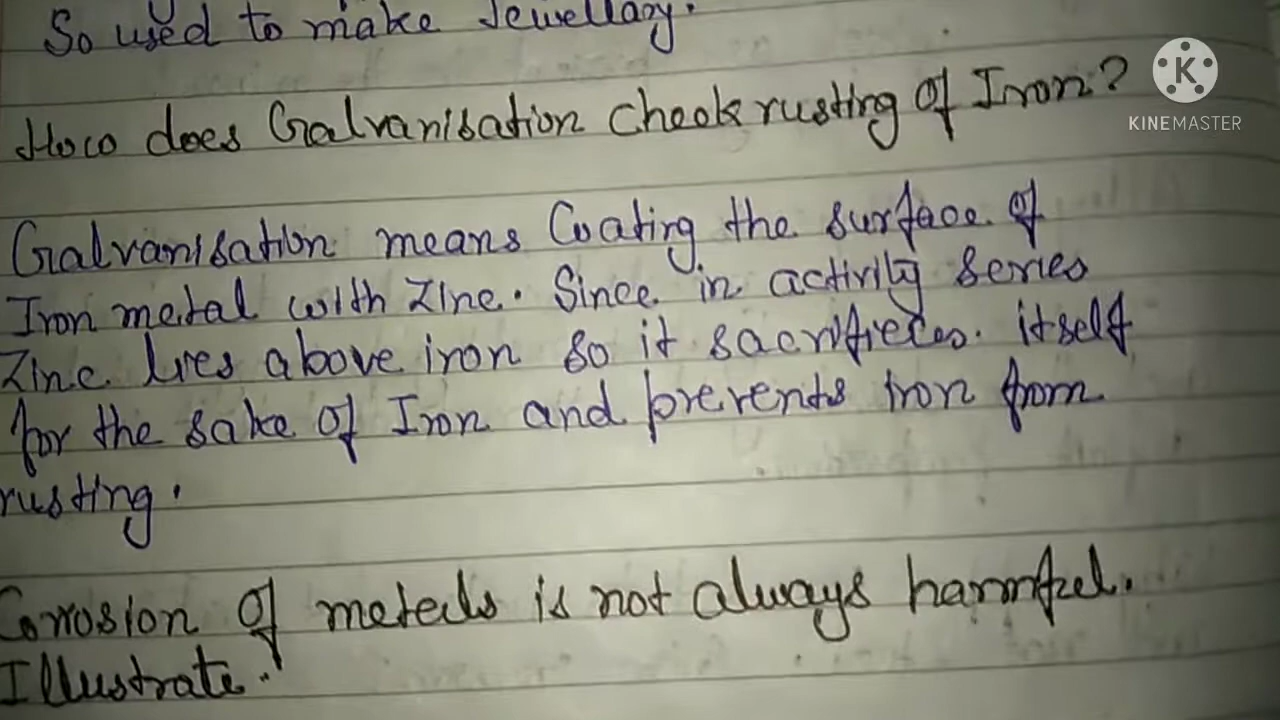 So used to make Jewellary.
How does Galvanisation check rusting of Iron?
KINEMASTER
Galvanisation means Coating the surface of
Iron metal with Zinc. Since in activity series
Zinc lies above iron so it sacrifieces. itself
for the sake of Iron and prevents iron from
rusting.
Corrosion of metals is not always harmful.
Illustrate.